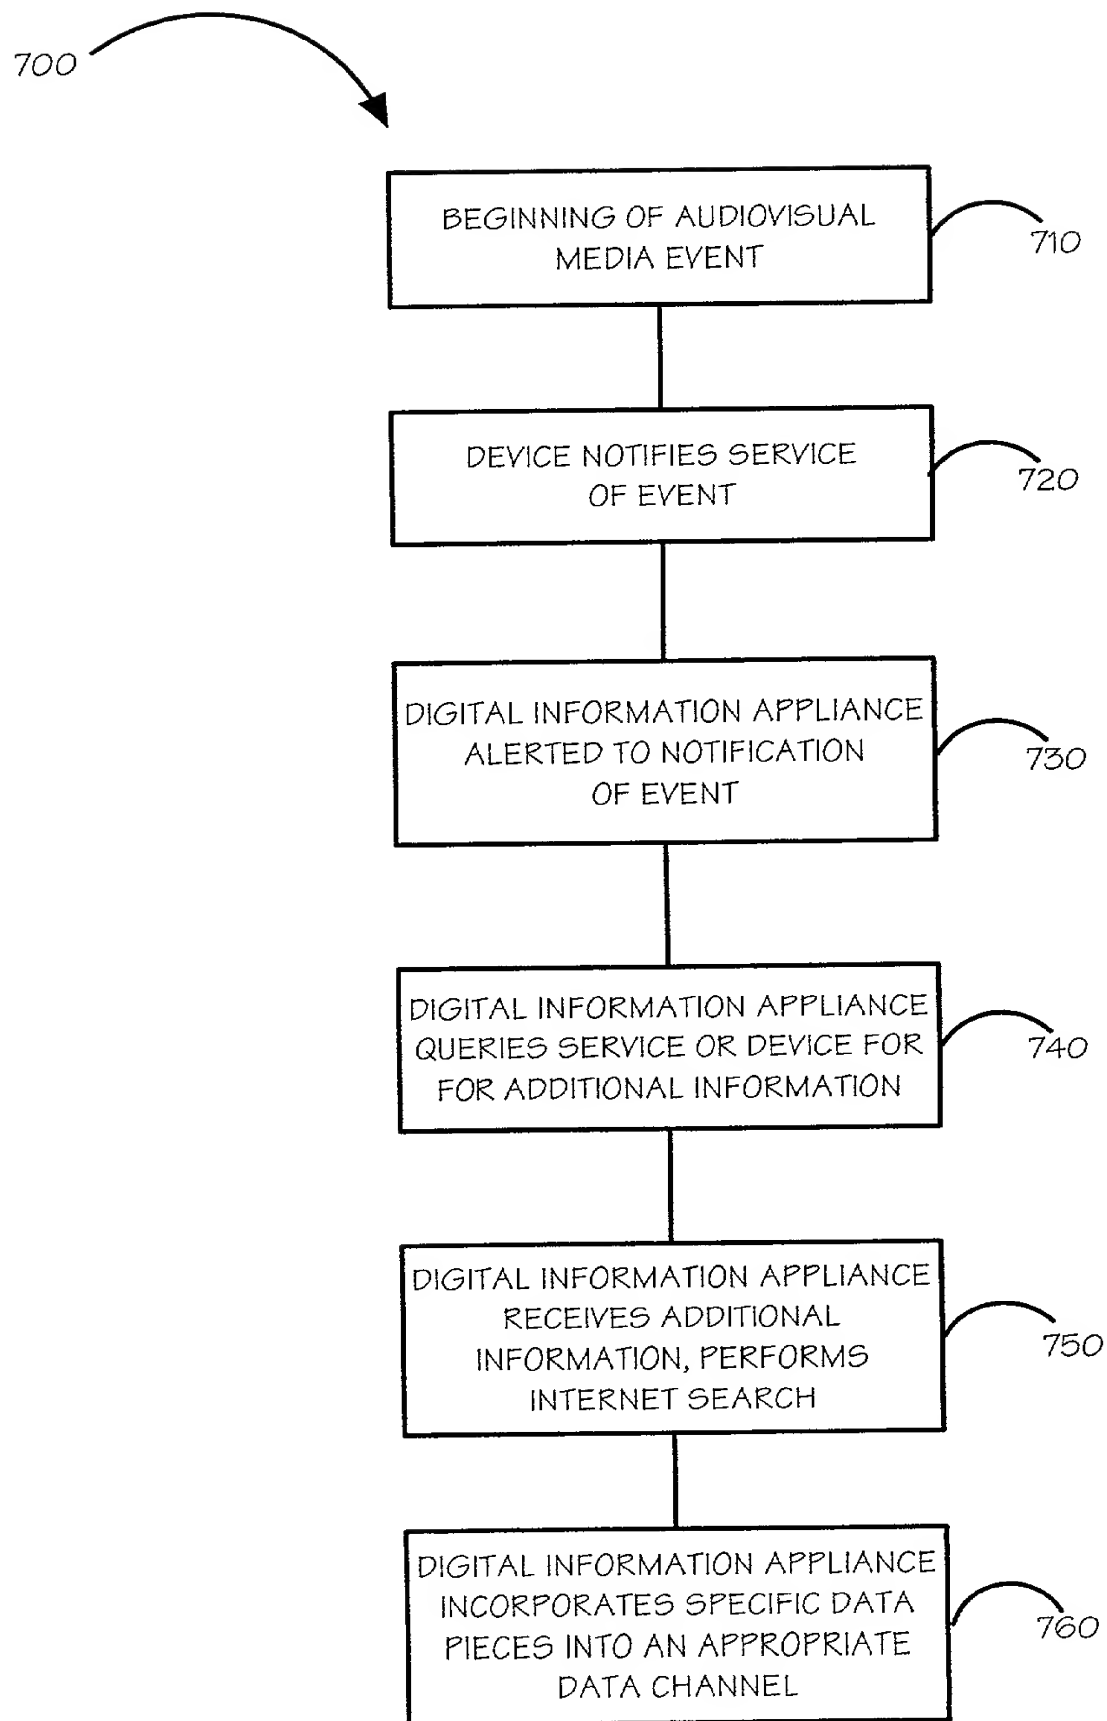 700
BEGINNING OF AUDIOVISUAL
MEDIA EVENT
710
DEVICE NOTIFIES SERVICE
OF EVENT
720
DIGITAL INFORMATION APPLIANCE
ALERTED TO NOTIFICATION
OF EVENT
730
DIGITAL INFORMATION APPLIANCE
QUERIES SERVICE OR DEVICE FOR
FOR ADDITIONAL INFORMATION
740
DIGITAL INFORMATION APPLIANCE
RECEIVES ADDITIONAL
INFORMATION, PERFORMS
INTERNET SEARCH
750
DIGITAL INFORMATION APPLIANCE
INCORPORATES SPECIFIC DATA
PIECES INTO AN APPROPRIATE
DATA CHANNEL
760